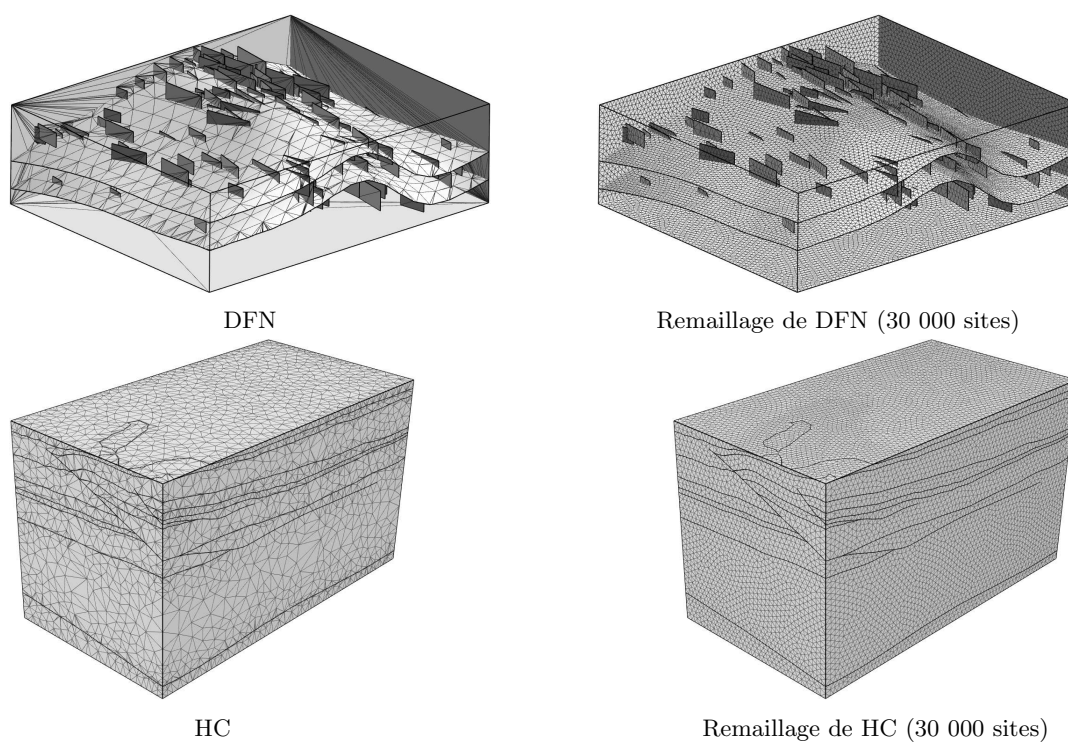 DFN
Remaillage de DFN (30 000 sites)
HC
Remaillage de HC (30 000 sites)